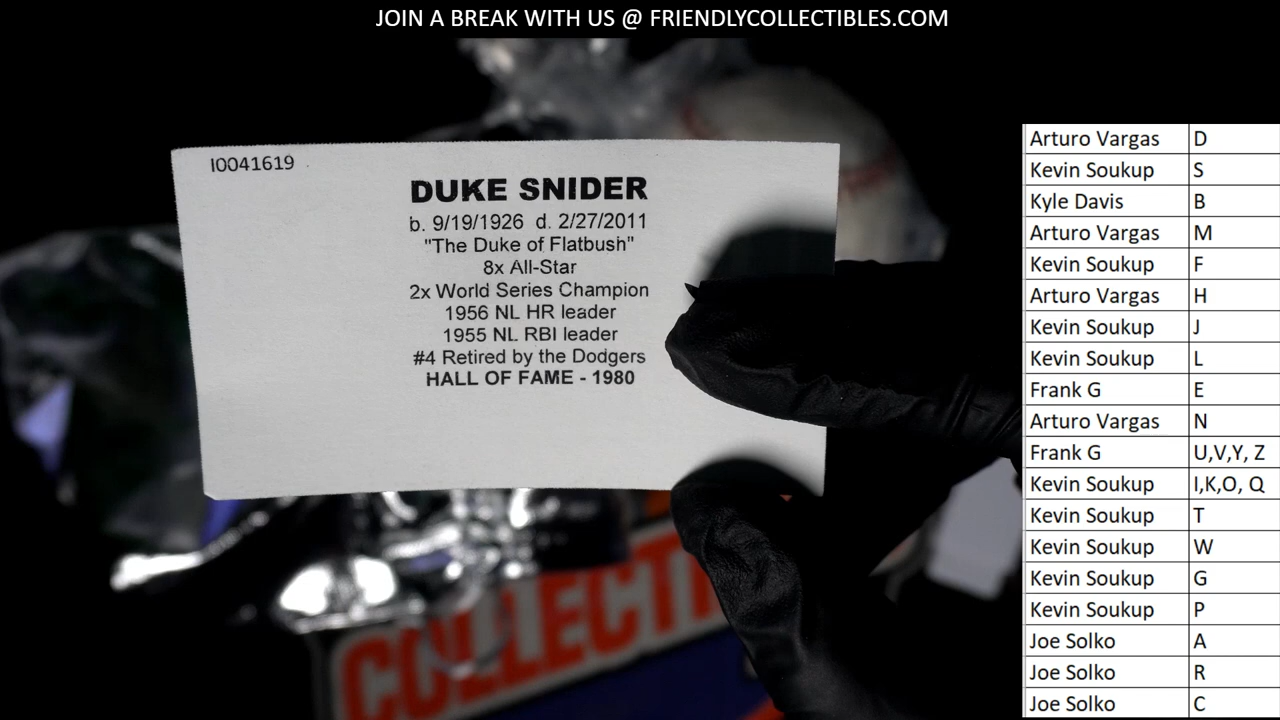 JOIN A BREAK WITH US @ FRIENDLYCOLLECTIBLES.COM
I0041619
DUKE SNIDER
b. 9/19/1926 d. 2/27/2011
"The Duke of Flatbush"
8x All-Star
2x World Series Champion
1956 NL HR leader
1955 NL RBI leader
#4 Retired by the Dodgers
HALL OF FAME - 1980
COLLECTI
Arturo Vargas D
Kevin Soukup S
Kyle Davis B
Arturo Vargas M
Kevin Soukup F
Arturo Vargas H
Kevin Soukup J
Kevin Soukup L
Frank G E
Arturo Vargas N
Frank G U,V,Y, Z
Kevin Soukup I,K,O, Q
Kevin Soukup T
Kevin Soukup W
Kevin Soukup G
Kevin Soukup P
Joe Solko A
Joe Solko R
Joe Solko C